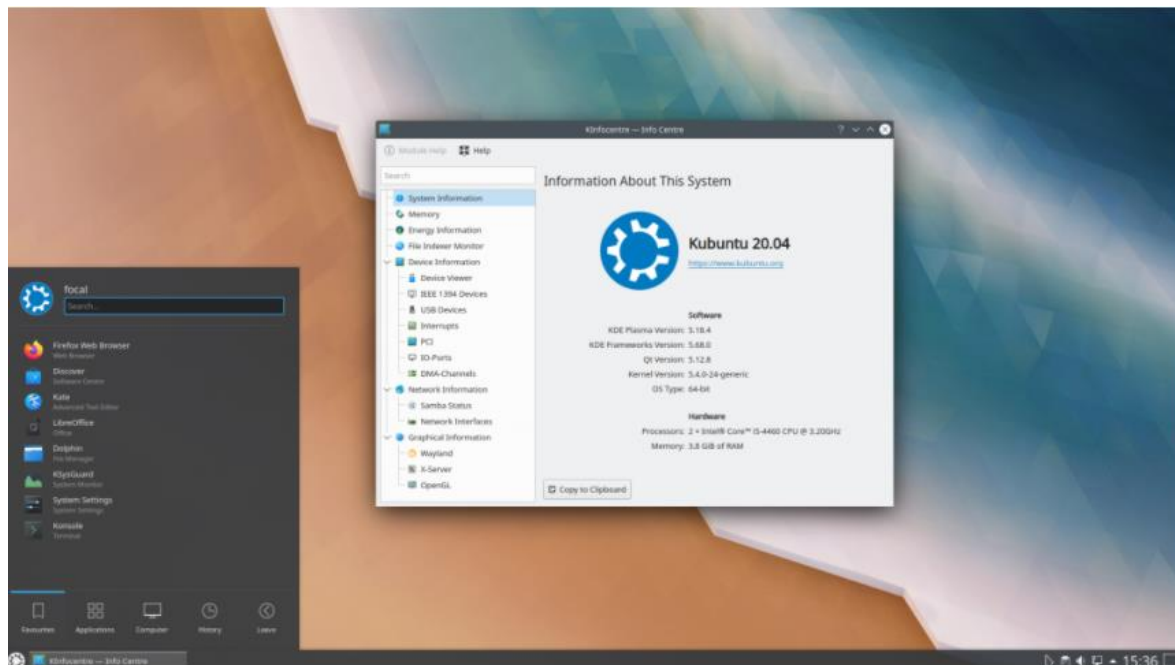 KInfocentre — Info Centre
Module Help Help
Search
Information About This System
System Information
Memory
Energy Information
File Indexer Monitor
Device Information
Device Viewer
IEEE 1394 Devices
USB Devices
Interrupts
PCI
IO-Ports
DMA-Channels
Network Information
Samba Status
Network Interfaces
Graphical Information
Wayland
X-Server
OpenGL
Kubuntu 20.04
https://www.kubuntu.org
Software
KDE Plasma Version: 5.18.4
KDE Frameworks Version: 5.68.0
Qt Version: 5.12.8
Kernel Version: 5.4.0-24-generic
OS Type: 64-bit
Hardware
Processors: 2 × Intel® Core™ i5-4460 CPU @ 3.20GHz
Memory: 3.8 GiB of RAM
Copy to Clipboard
focal
Search...
Firefox Web Browser
Web Browser
Discover
Software Centre
Kate
Advanced Text Editor
LibreOffice
Office
Dolphin
File Manager
KSysGuard
System Monitor
System Settings
System Settings
Konsole
Terminal
Favourites Applications Computer History Leave
KInfocentre — Info Centre
15:36